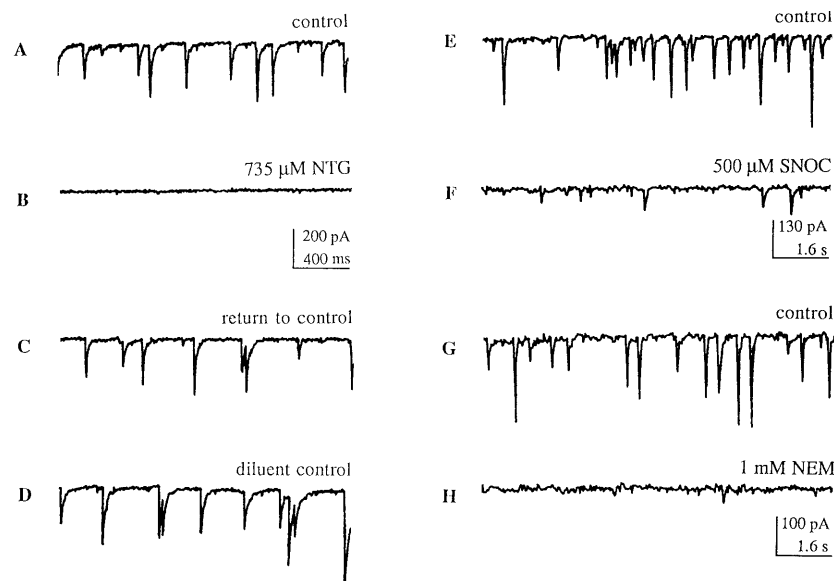 control
A
735 μM NTG
B
200 pA
400 ms
return to control
C
diluent control
D
control
E
500 μM SNOC
F
130 pA
1.6 s
control
G
1 mM NEM
H
100 pA
1.6 s